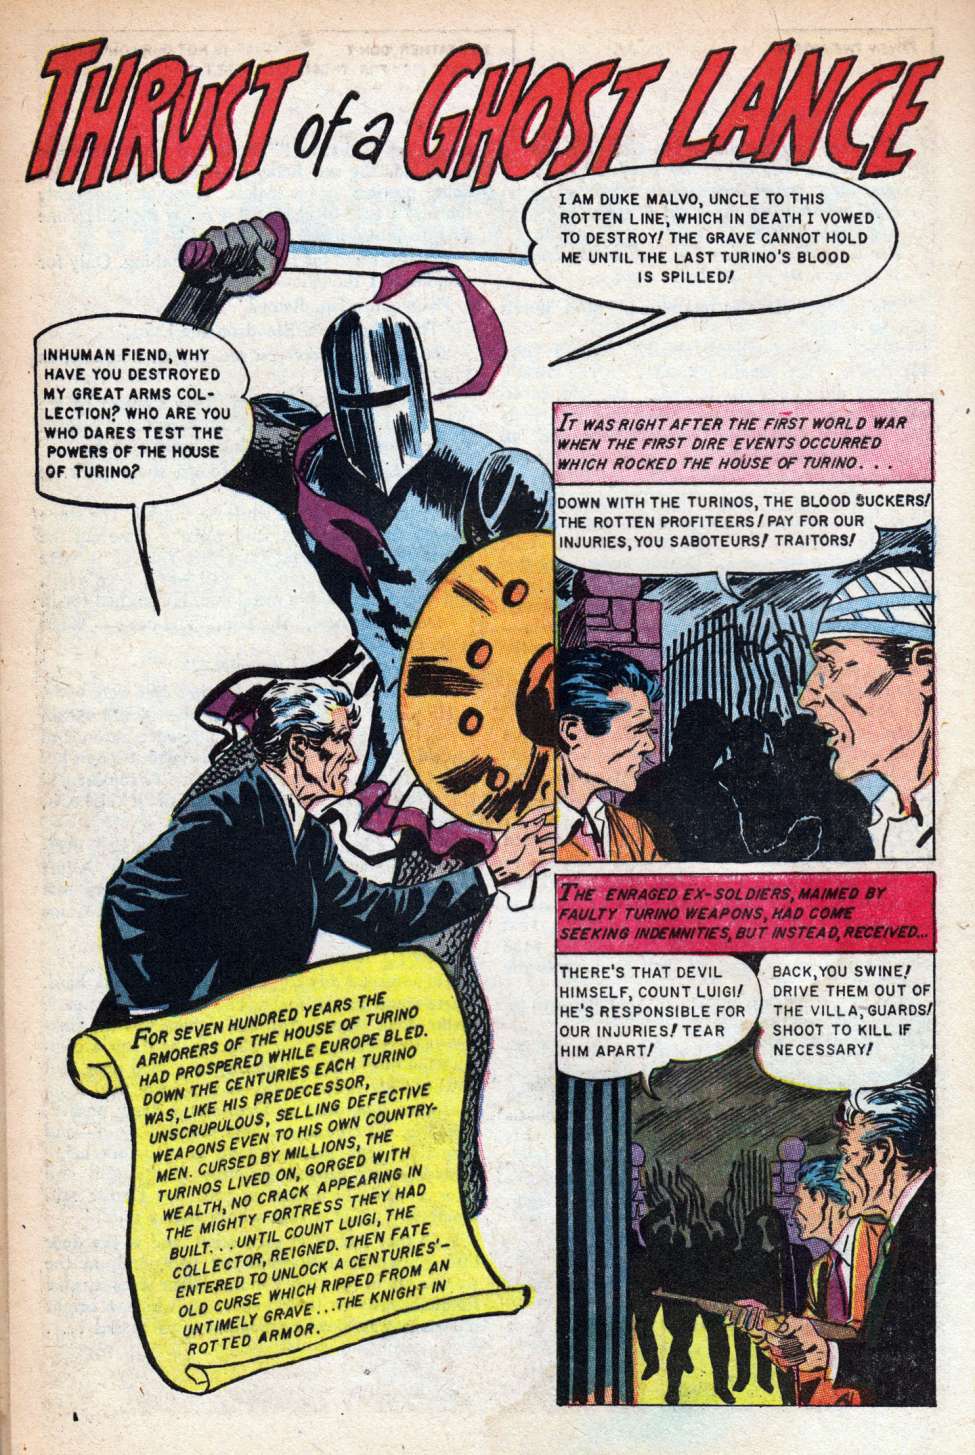 THRUST of a GHOST LANCE
I AM DUKE MALVO, UNCLE TO THIS
ROTTEN LINE, WHICH IN DEATH I VOWED
TO DESTROY! THE GRAVE CANNOT HOLD
ME UNTIL THE LAST TURINO'S BLOOD
IS SPILLED!
INHUMAN FIEND, WHY
HAVE YOU DESTROYED
MY GREAT ARMS COL-
LECTION? WHO ARE YOU
WHO DARES TEST THE
POWERS OF THE HOUSE
OF TURINO?
FOR SEVEN HUNDRED YEARS THE
ARMORERS OF THE HOUSE OF TURINO
HAD PROSPERED WHILE EUROPE BLED.
DOWN THE CENTURIES EACH TURINO
WAS, LIKE HIS PREDECESSOR,
UNSCRUPULOUS, SELLING DEFECTIVE
WEAPONS EVEN TO HIS OWN COUNTRY-
MEN. CURSED BY MILLIONS, THE
TURINOS LIVED ON, GORGED WITH
WEALTH, NO CRACK APPEARING IN
THE MIGHTY FORTRESS THEY HAD
BUILT... UNTIL COUNT LUIGI, THE
COLLECTOR, REIGNED. THEN FATE
ENTERED TO UNLOCK A CENTURIES'-
OLD CURSE WHICH RIPPED FROM AN
UNTIMELY GRAVE... THE KNIGHT IN
ROTTED ARMOR.
IT WAS RIGHT AFTER THE FIRST WORLD WAR
WHEN THE FIRST DIRE EVENTS OCCURRED
WHICH ROCKED THE HOUSE OF TURINO...
DOWN WITH THE TURINOS, THE BLOOD SUCKERS!
THE ROTTEN PROFITEERS! PAY FOR OUR
INJURIES, YOU SABOTEURS! TRAITORS!
THE ENRAGED EX-SOLDIERS, MAIMED BY
FAULTY TURINO WEAPONS, HAD COME
SEEKING INDEMNITIES, BUT INSTEAD, RECEIVED...
THERE'S THAT DEVIL
HIMSELF, COUNT LUIGI!
HE'S RESPONSIBLE FOR
OUR INJURIES! TEAR
HIM APART!
BACK, YOU SWINE!
DRIVE THEM OUT OF
THE VILLA, GUARDS!
SHOOT TO KILL IF
NECESSARY!